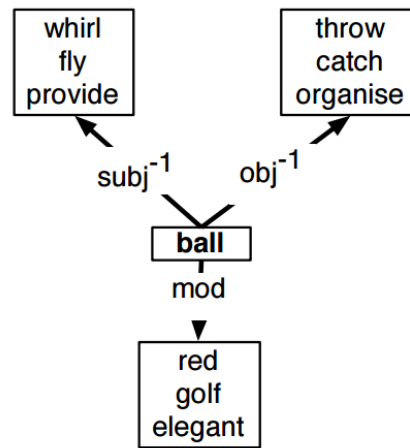 whirl
fly
provide
throw
catch
organise
subj-1
obj-1
ball
mod
red
golf
elegant